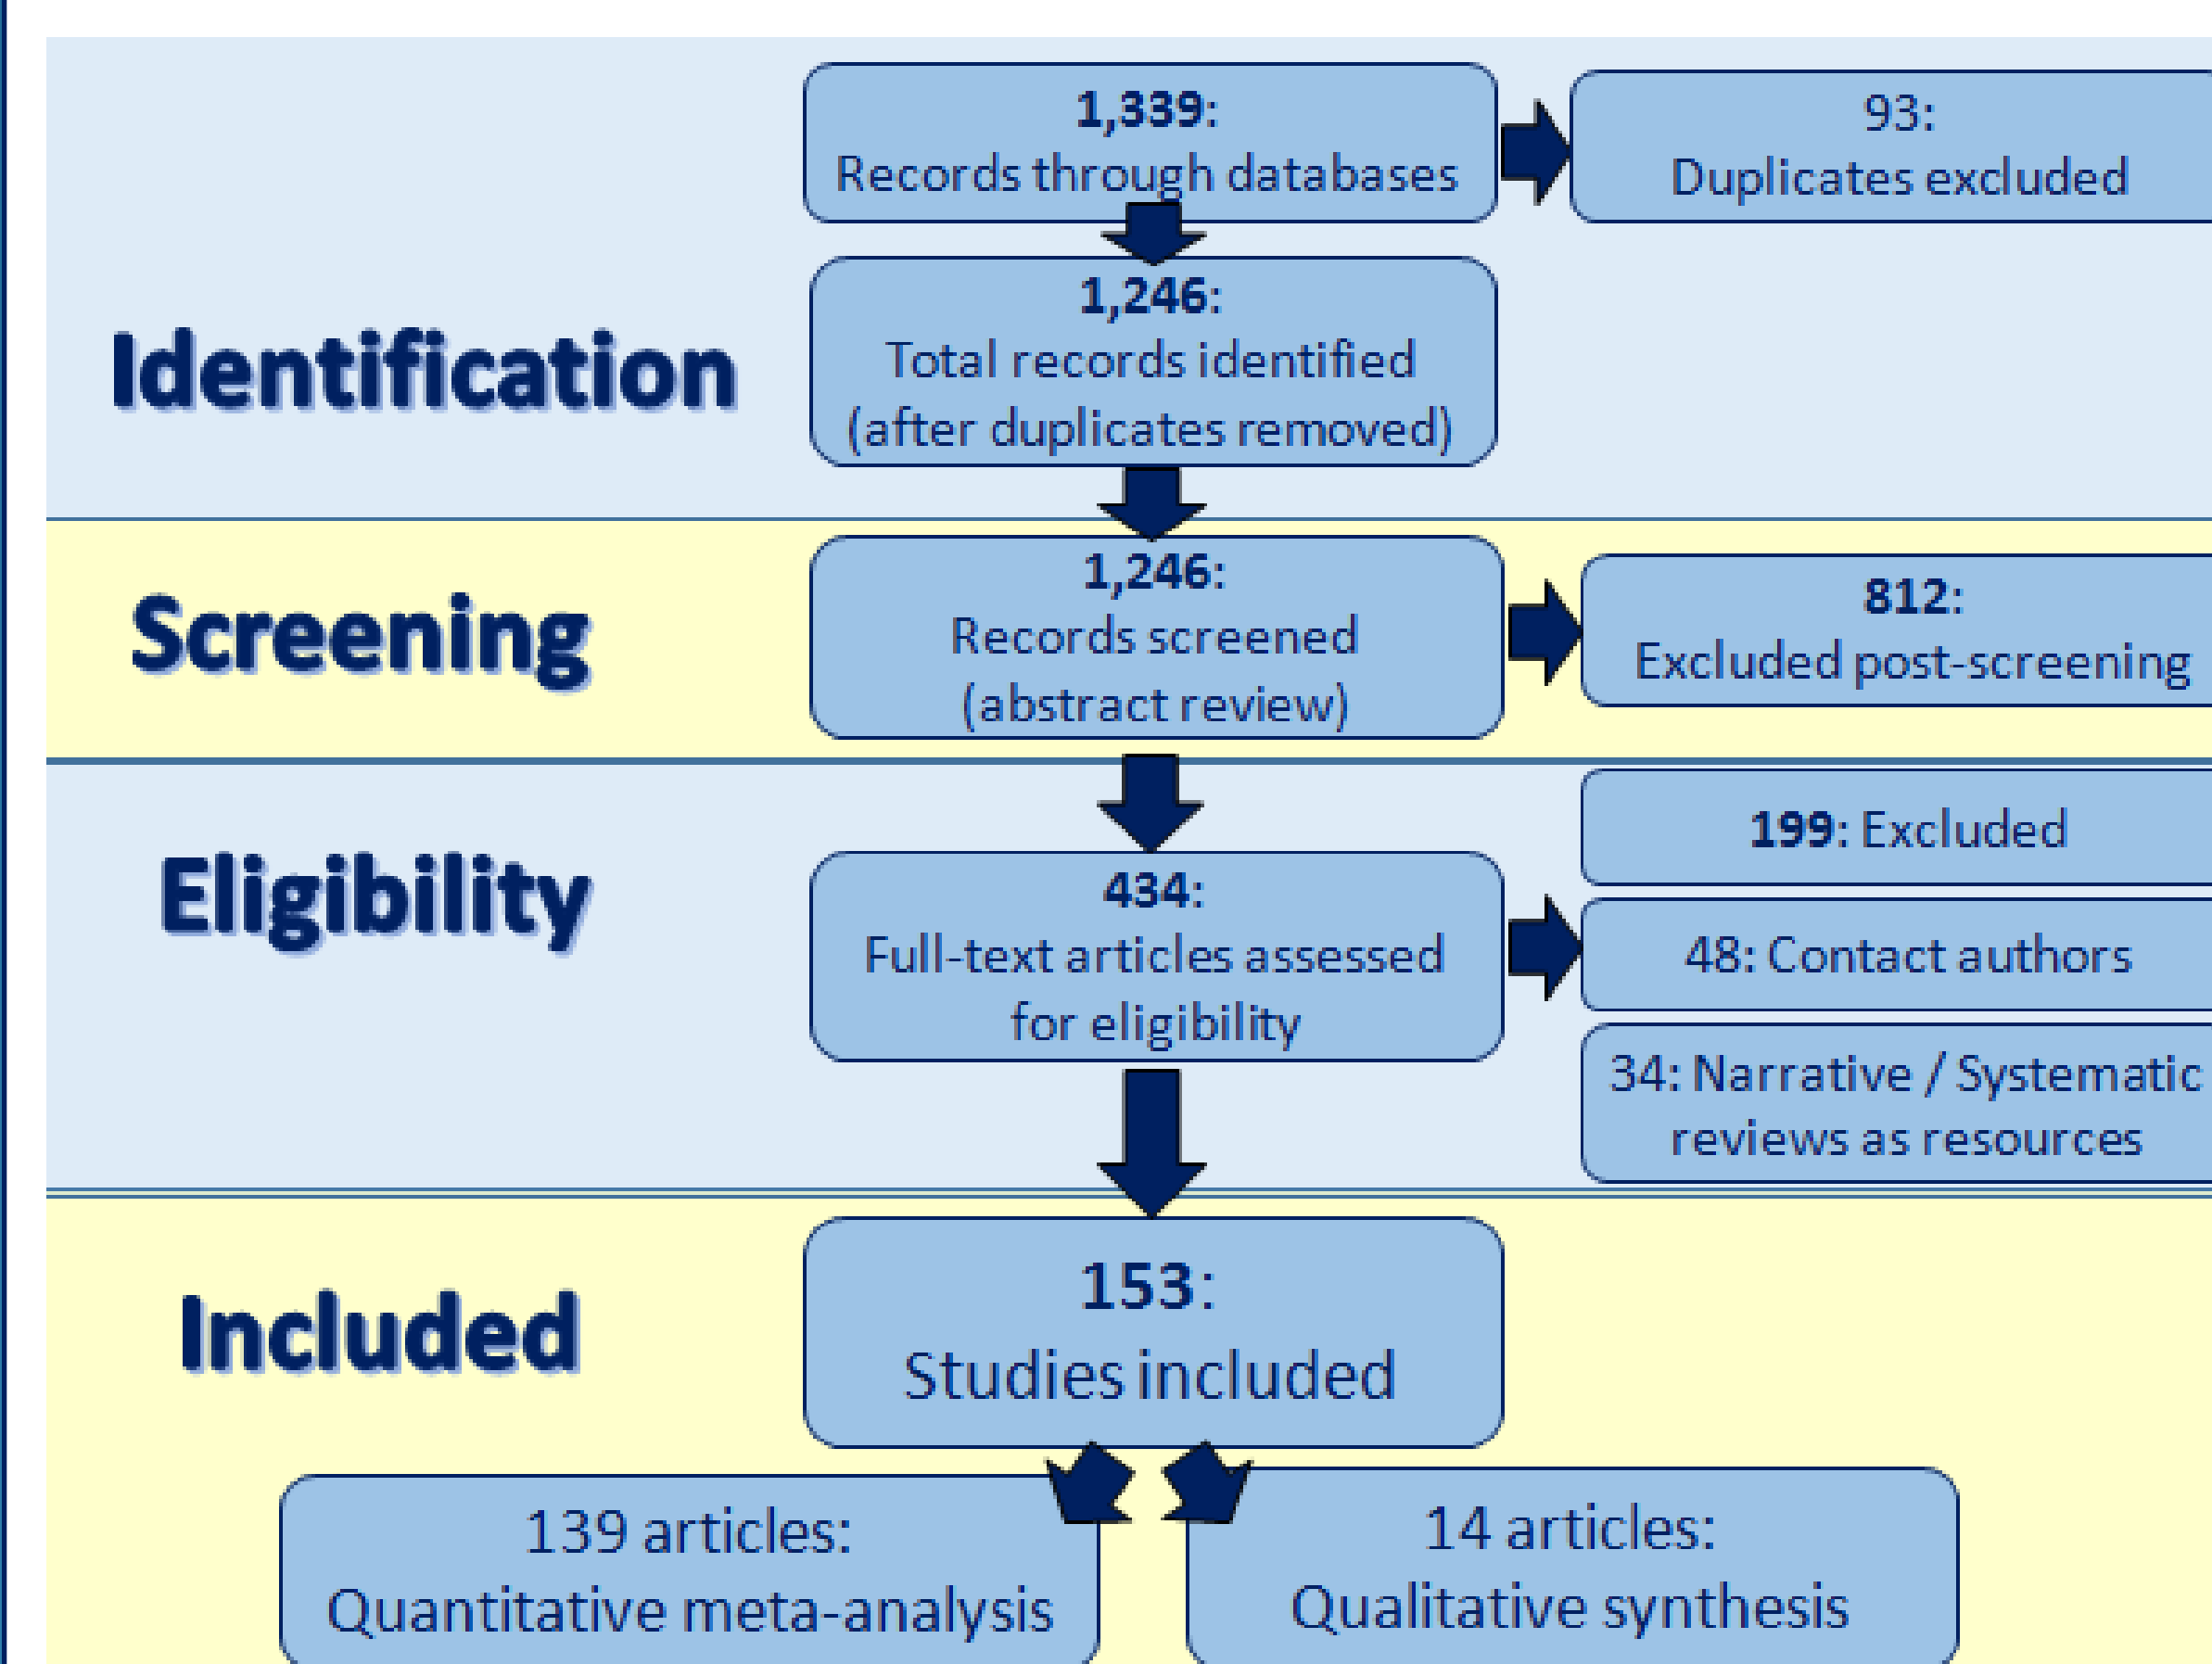 1,339:
Records through databases
93:
Duplicates excluded
Identification
1,246:
Total records identified
(after duplicates removed)
Screening
1,246:
Records screened
(abstract review)
812:
Excluded post-screening
Eligibility
434:
Full-text articles assessed
for eligibility
199: Excluded
48: Contact authors
34: Narrative / Systematic
reviews as resources
Included
153:
Studies included
139 articles:
Quantitative meta-analysis
14 articles:
Qualitative synthesis